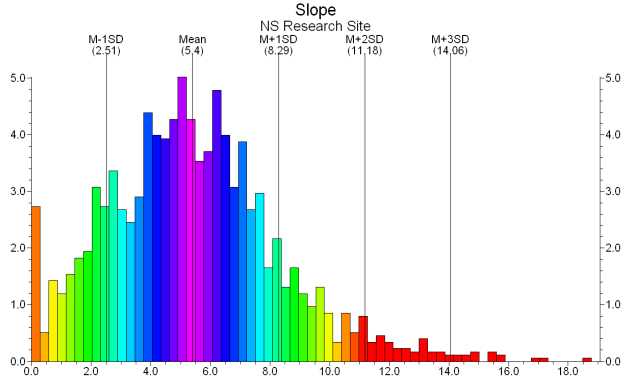 Slope
NS Research Site
M-1SD Mean M+1SD M+2SD M+3SD
(2.51) (5,4) (8.29) (11,18) (14,06)
5.0 5.0
4.0 4.0
3.0 3.0
2.0 2.0
1.0 1.0
0.0 0.0
0.0 2.0 4.0 6.0 8.0 10.0 12.0 14.0 16.0 18.0